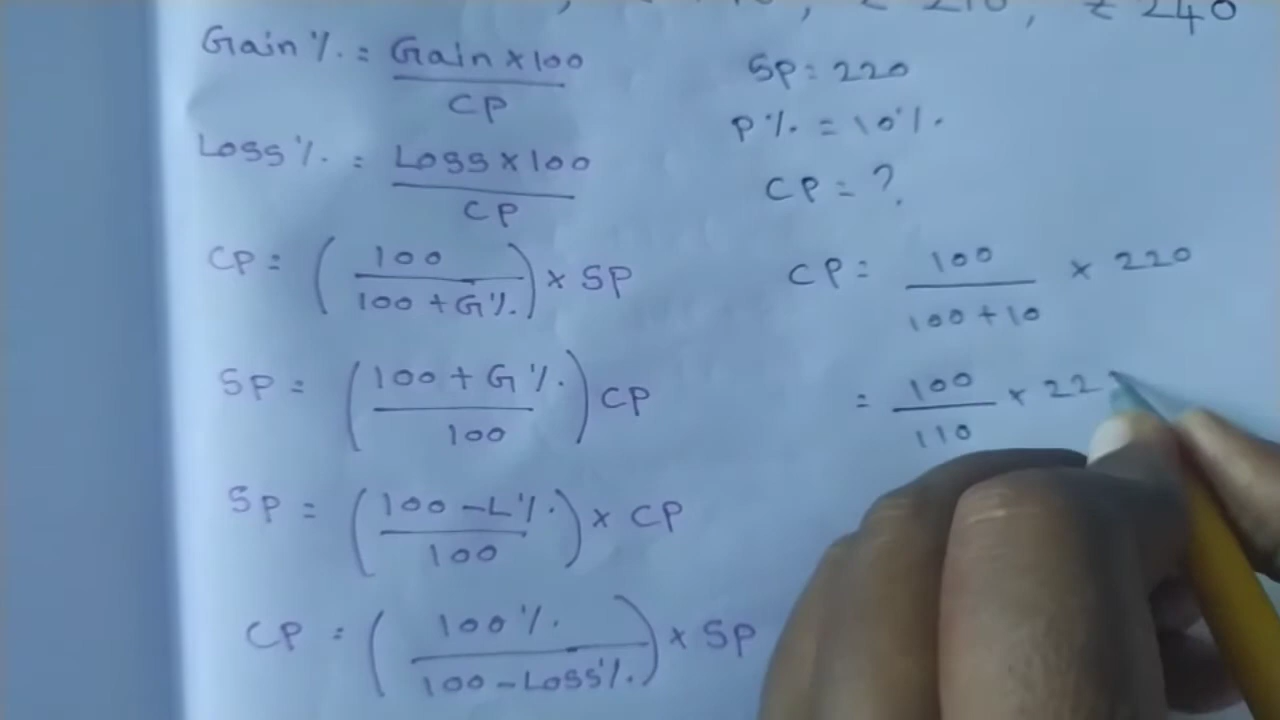 ₹ 240
Gain % = Gain × 100 / CP
Loss % = Loss × 100 / CP
CP = ( 100 / 100 + G% ) × SP
SP = ( 100 + G% / 100 ) CP
SP = ( 100 - L% / 100 ) × CP
CP = ( 100% / 100 - Loss% ) × SP
SP = 220
P% = 10%.
CP = ?
CP = 100 / 100 + 10 × 220
= 100 / 110 × 22